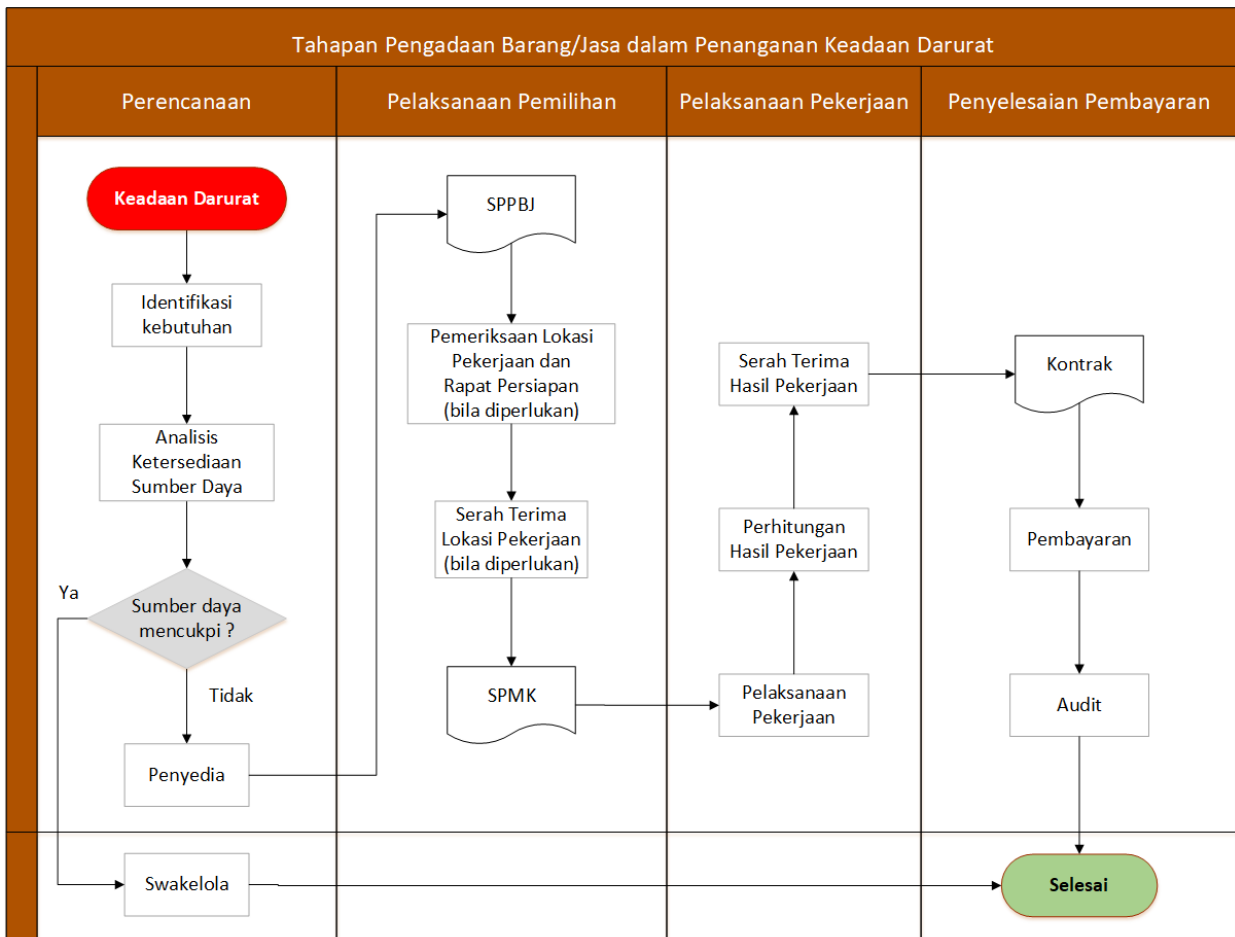 Tahapan Pengadaan Barang/Jasa dalam Penanganan Keadaan Darurat
Perencanaan
Pelaksanaan Pemilihan
Pelaksanaan Pekerjaan
Penyelesaian Pembayaran
Keadaan Darurat
Identifikasi
kebutuhan
Analisis
Ketersediaan
Sumber Daya
Ya
Sumber daya
mencukpi ?
Tidak
Penyedia
Swakelola
SPPBJ
Pemeriksaan Lokasi
Pekerjaan dan
Rapat Persiapan
(bila diperlukan)
Serah Terima
Lokasi Pekerjaan
(bila diperlukan)
SPMK
Serah Terima
Hasil Pekerjaan
Perhitungan
Hasil Pekerjaan
Pelaksanaan
Pekerjaan
Kontrak
Pembayaran
Audit
Selesai